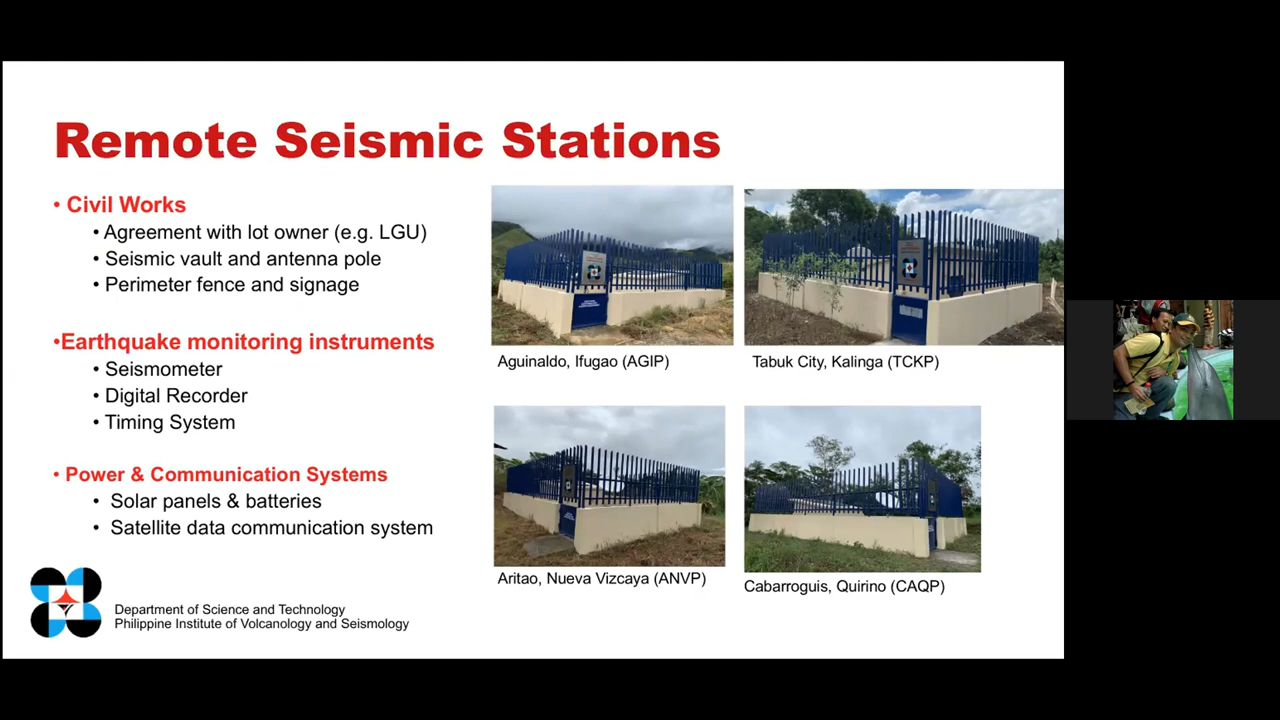 Remote Seismic Stations
• Civil Works
• Agreement with lot owner (e.g. LGU)
• Seismic vault and antenna pole
• Perimeter fence and signage
•Earthquake monitoring instruments
• Seismometer
• Digital Recorder
• Timing System
• Power & Communication Systems
• Solar panels & batteries
• Satellite data communication system
Aguinaldo, Ifugao (AGIP)
Tabuk City, Kalinga (TCKP)
Aritao, Nueva Vizcaya (ANVP)
Cabarroguis, Quirino (CAQP)
Department of Science and Technology
Philippine Institute of Volcanology and Seismology